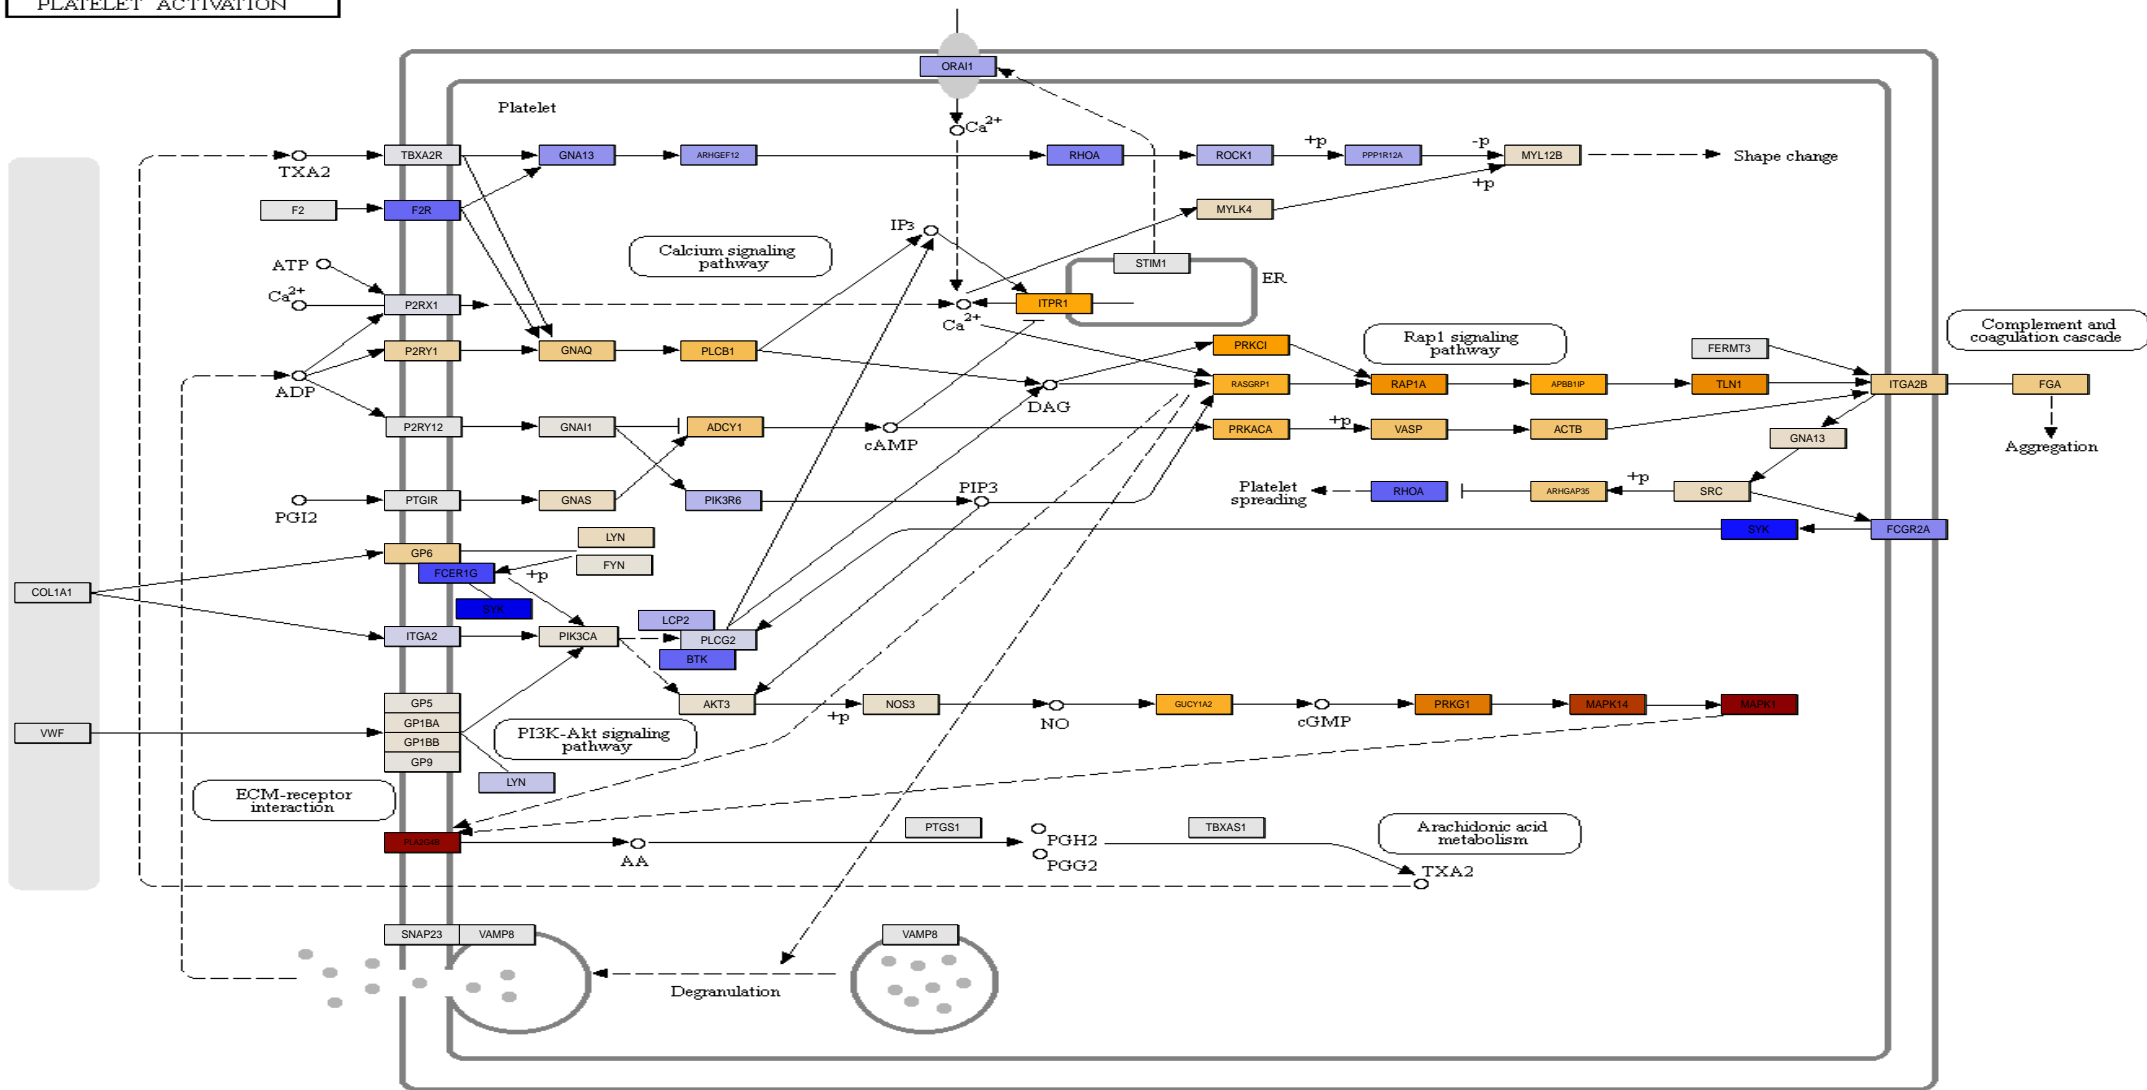 PLATELET ACTIVATION
ORAI1
Platelet
Ca2+
TXA2
TBXA2R
GNA13
ARHGEF12
RHOA
ROCK1
+p
PPP1R12A
-p
MYL12B
Shape change
+p
F2
F2R
MYLK4
IP3
Calcium signaling
pathway
STIM1
ER
ATP
Ca2+
P2RX1
Ca2+
ITPR1
Complement and
coagulation cascade
P2RY1
GNAQ
PLCB1
PRKCI
Rap1 signaling
pathway
FERMT3
ADP
DAG
RASGRP1
RAP1A
APBB1IP
TLN1
ITGA2B
FGA
P2RY12
GNAI1
ADCY1
cAMP
PRKACA
+p
VASP
ACTB
GNA13
Aggregation
PGI2
PTGIR
GNAS
PIK3R6
PIP3
Platelet
spreading
RHOA
ARHGAP35
+p
SRC
LYN
SYK
FCGR2A
GP6
FYN
FCER1G
+p
COL1A1
SYK
LCP2
ITGA2
PIK3CA
PLCG2
BTK
GP5
AKT3
+p
NOS3
NO
GUCY1A2
cGMP
PRKG1
MAPK14
MAPK1
GP1BA
VWF
GP1BB
PI3K-Akt signaling
pathway
GP9
LYN
ECM-receptor
interaction
PLA2G4B
AA
PTGS1
PGH2
PGG2
TBXAS1
Arachidonic acid
metabolism
TXA2
SNAP23
VAMP8
VAMP8
Degranulation